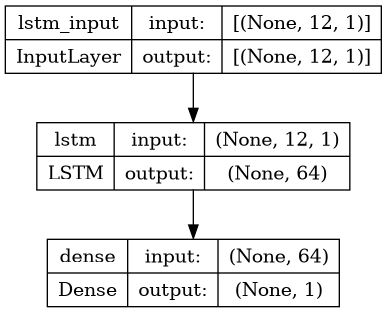 lstm_input input: [(None, 12, 1)]
InputLayer output: [(None, 12, 1)]
lstm input: (None, 12, 1)
LSTM output: (None, 64)
dense input: (None, 64)
Dense output: (None, 1)